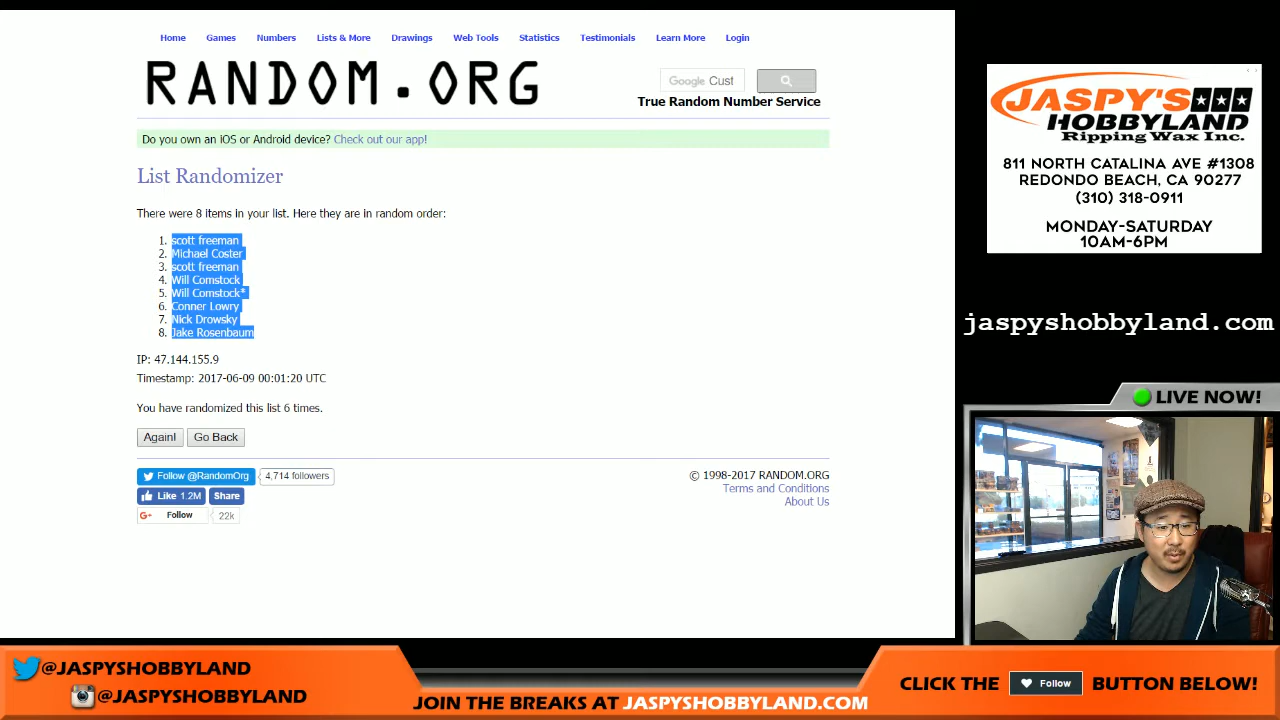 Home Games Numbers Lists & More Drawings Web Tools Statistics Testimonials Learn More Login
RANDOM.ORG
Google Cust
True Random Number Service
Do you own an iOS or Android device? Check out our app!
List Randomizer
There were 8 items in your list. Here they are in random order:
1. scott freeman
2. Michael Coster
3. scott freeman
4. Will Comstock
5. Will Comstock*
6. Conner Lowry
7. Nick Drowsky
8. Jake Rosenbaum
IP: 47.144.155.9
Timestamp: 2017-06-09 00:01:20 UTC
You have randomized this list 6 times.
Again! Go Back
Follow @RandomOrg 4,714 followers
Like 1.2M Share
G+ Follow 22k
© 1998-2017 RANDOM.ORG
Terms and Conditions
About Us
JASPY'S
HOBBYLAND
Ripping Wax Inc.
811 NORTH CATALINA AVE #1308
REDONDO BEACH, CA 90277
(310) 318-0911
MONDAY-SATURDAY
10AM-6PM
jaspyshobbyland.com
LIVE NOW!
@JASPYSHOBBYLAND
@JASPYSHOBBYLAND
JOIN THE BREAKS AT JASPYSHOBBYLAND.COM
CLICK THE Follow BUTTON BELOW!